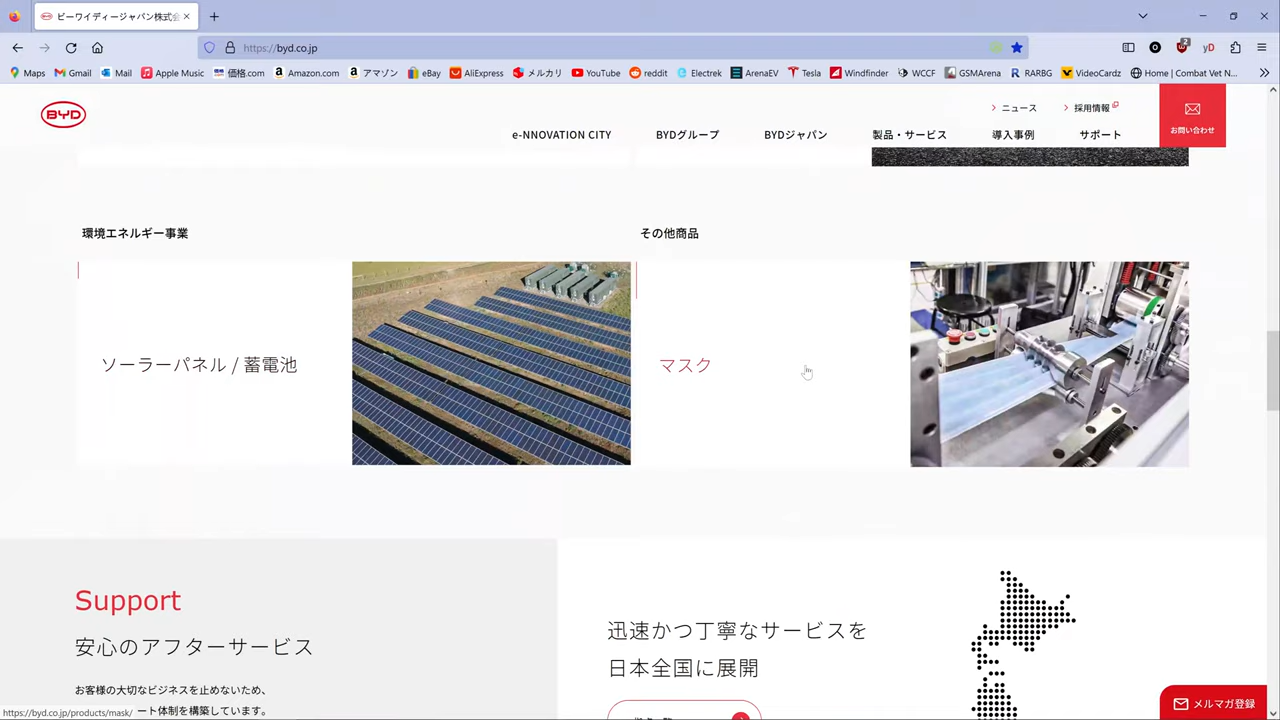 ビーワイディージャパン株式会
https://byd.co.jp
2
yD
Maps
Gmail
Mail
Apple Music
価格.com
Amazon.com
アマゾン
eBay
AliExpress
メルカリ
YouTube
reddit
Electrek
ArenaEV
Tesla
Windfinder
WCCF
GSMArena
RARBG
VideoCardz
Home | Combat Vet N...
BYD
ニュース
採用情報
お問い合わせ
e-NNOVATION CITY
BYDグループ
BYDジャパン
製品・サービス
導入事例
サポート
環境エネルギー事業
その他商品
ソーラーパネル / 蓄電池
マスク
Support
安心のアフターサービス
お客様の大切なビジネスを止めないため、
ート体制を構築しています。
迅速かつ丁寧なサービスを
日本全国に展開
メルマガ登録
https://byd.co.jp/products/mask/